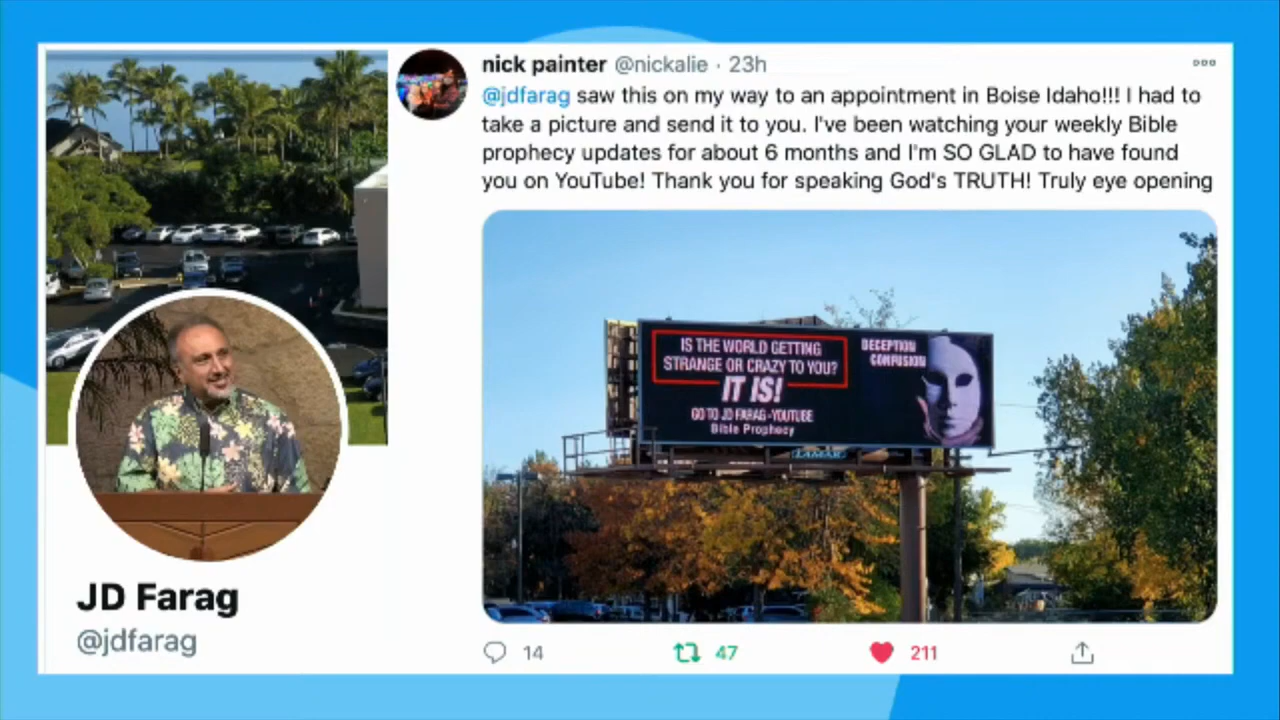 nick painter @nickalie · 23h
@jdfarag saw this on my way to an appointment in Boise Idaho!!! I had to
take a picture and send it to you. I've been watching your weekly Bible
prophecy updates for about 6 months and I'm SO GLAD to have found
you on YouTube! Thank you for speaking God's TRUTH! Truly eye opening
IS THE WORLD GETTING
STRANGE OR CRAZY TO YOU?
IT IS!
GO TO JD FARAG-YOUTUBE
Bible Prophecy
DECEPTION
CONFUSION
LAMAR
JD Farag
@jdfarag
14 47 211